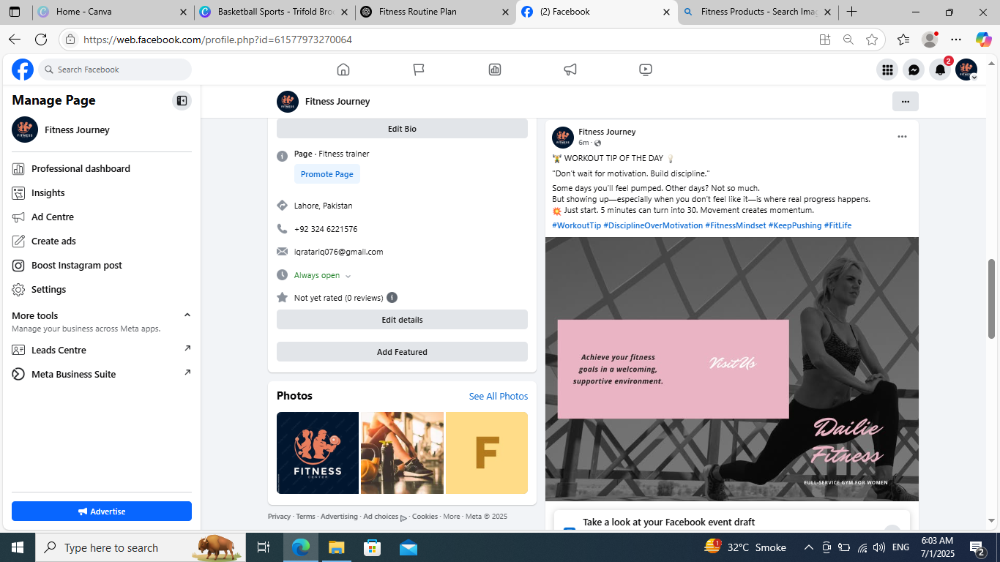 Home - Canva
Basketball Sports - Trifold Bro
Fitness Routine Plan
(2) Facebook
Fitness Products - Search Ima
https://web.facebook.com/profile.php?id=61577973270064
Search Facebook
2
Manage Page
Fitness Journey
Professional dashboard
Insights
Ad Centre
Create ads
Boost Instagram post
Settings
More tools
Manage your business across Meta apps.
Leads Centre
Meta Business Suite
Advertise
Fitness Journey
Edit Bio
Page · Fitness trainer
Promote Page
Lahore, Pakistan
+92 324 6221576
iqratariq076@gmail.com
Always open
Not yet rated (0 reviews)
Edit details
Add Featured
Photos
See All Photos
FITNESS
CENTER
F
Privacy · Terms · Advertising · Ad choices · Cookies · More · Meta © 2025
Fitness Journey
6m ·
🏋️ WORKOUT TIP OF THE DAY 💡
"Don't wait for motivation. Build discipline."
Some days you'll feel pumped. Other days? Not so much.
But showing up—especially when you don't feel like it—is where real progress happens.
💥 Just start. 5 minutes can turn into 30. Movement creates momentum.
#WorkoutTip #DisciplineOverMotivation #FitnessMindset #KeepPushing #FitLife
Achieve your fitness
goals in a welcoming,
supportive environment.
Visit Us
Dailie
Fitness
FULL-SERVICE GYM FOR WOMEN
Take a look at your Facebook event draft
Type here to search
1
32°C Smoke
ENG
6:03 AM
7/1/2025
2